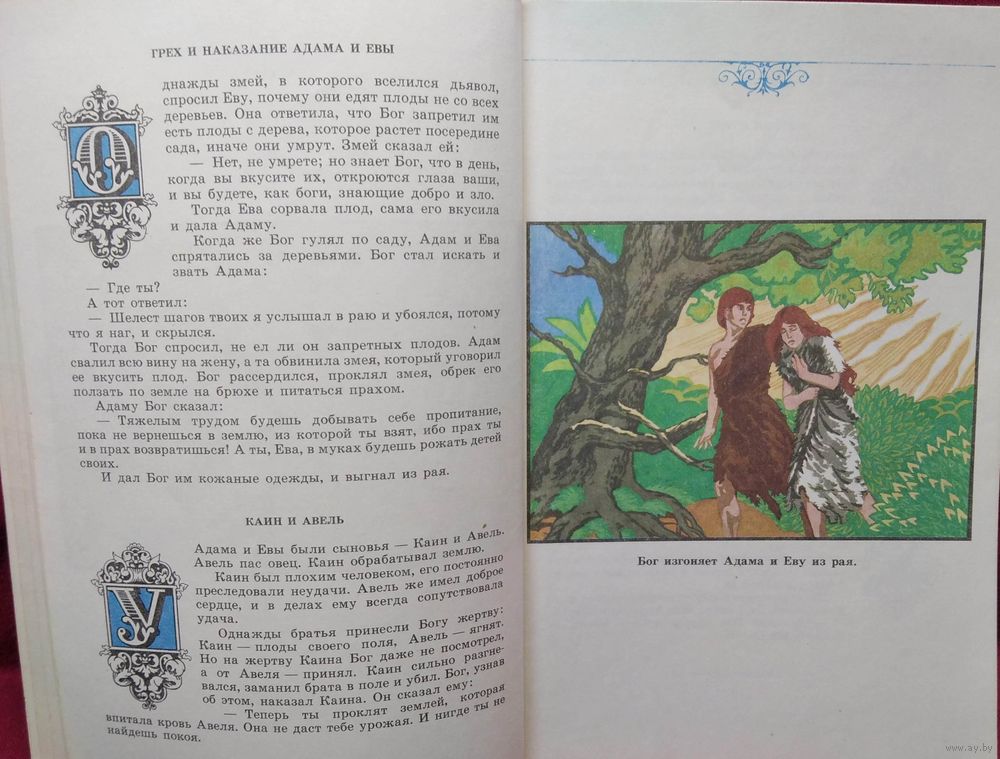 ГРЕХ И НАКАЗАНИЕ АДАМА И ЕВЫ
Однажды змей, в которого вселился дьявол,
спросил Еву, почему они едят плоды не со всех
деревьев. Она ответила, что Бог запретил им
есть плоды с дерева, которое растет посередине
сада, иначе они умрут. Змей сказал ей:
— Нет, не умрете; но знает Бог, что в день,
когда вы вкусите их, откроются глаза ваши,
и вы будете, как боги, знающие добро и зло.
Тогда Ева сорвала плод, сама его вкусила
и дала Адаму.
Когда же Бог гулял по саду, Адам и Ева
спрятались за деревьями. Бог стал искать и
звать Адама:
— Где ты?
А тот ответил:
— Шелест шагов твоих я услышал в раю и убоялся, потому
что я наг, и скрылся.
Тогда Бог спросил, не ел ли он запретных плодов. Адам
свалил всю вину на жену, а та обвинила змея, который уговорил
ее вкусить плод. Бог рассердился, проклял змея, обрек его
ползать по земле на брюхе и питаться прахом.
Адаму Бог сказал:
— Тяжелым трудом будешь добывать себе пропитание,
пока не вернешься в землю, из которой ты взят, ибо прах ты
и в прах возвратишься! А ты, Ева, в муках будешь рожать детей
своих.
И дал Бог им кожаные одежды, и выгнал из рая.
КАИН И АВЕЛЬ
У Адама и Евы были сыновья — Каин и Авель.
Авель пас овец. Каин обрабатывал землю.
Каин был плохим человеком, его постоянно
преследовали неудачи. Авель же имел доброе
сердце, и в делах ему всегда сопутствовала
удача.
Однажды братья принесли Богу жертву:
Каин — плоды своего поля, Авель — ягнят.
Но на жертву Каина Бог даже не посмотрел,
а от Авеля — принял. Каин сильно разгне-
вался, заманил брата в поле и убил. Бог, узнав
об этом, наказал Каина. Он сказал ему:
— Теперь ты проклят землей, которая
впитала кровь Авеля. Она не даст тебе урожая. И нигде ты не
найдешь покоя.
Бог изгоняет Адама и Еву из рая.
www.ay.by